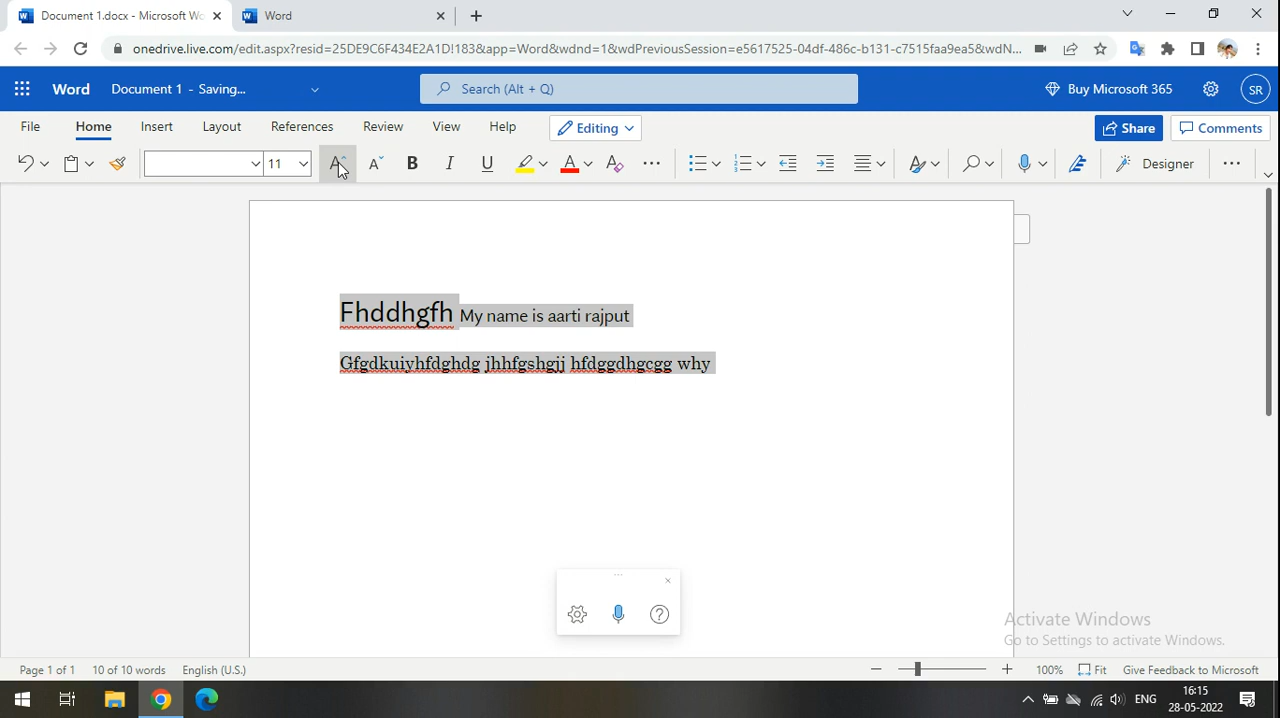 Document 1.docx - Microsoft Wo
Word
onedrive.live.com/edit.aspx?resid=25DE9C6F434E2A1D!183&app=Word&wdnd=1&wdPreviousSession=e5617525-04df-486c-b131-c7515faa9ea5&wdN...
Word Document 1 - Saving... Search (Alt + Q) Buy Microsoft 365 SR
File Home Insert Layout References Review View Help Editing Share Comments
11 A A B I U A A Designer
Fhddhgfh My name is aarti rajput
Gfgdkuiyhfdghdg jhhfgshgjj hfdggdhgcgg why
Activate Windows
Go to Settings to activate Windows.
Page 1 of 1 10 of 10 words English (U.S.) 100% Fit Give Feedback to Microsoft
ENG 16:15
28-05-2022